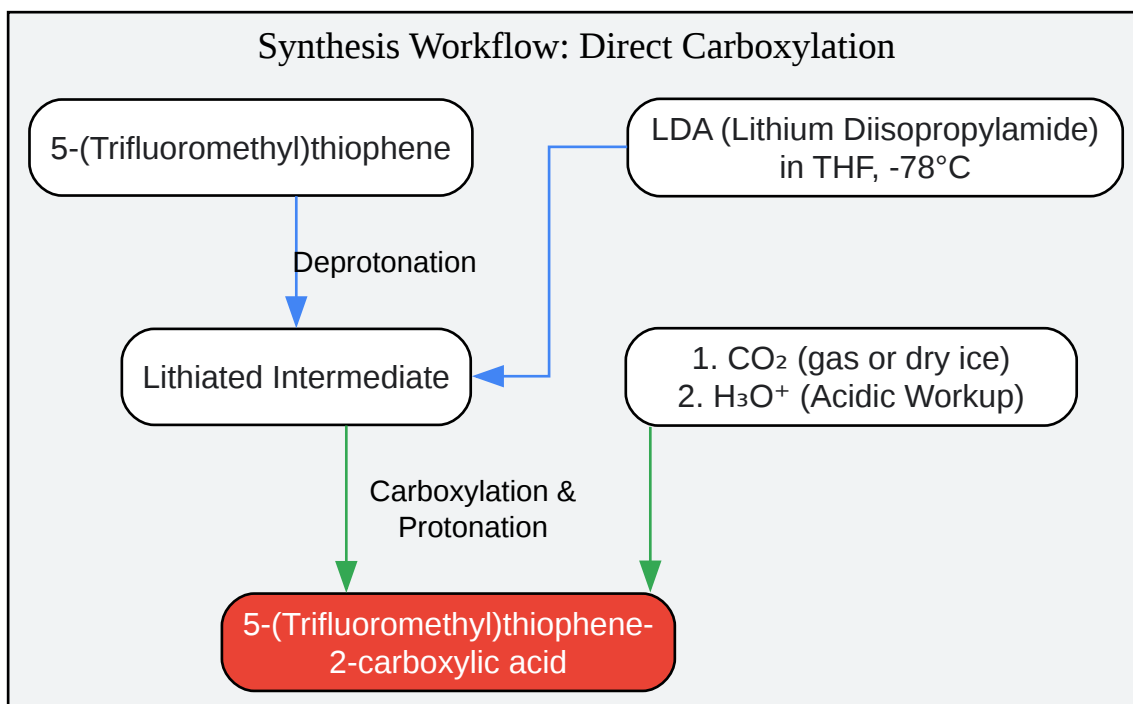 Synthesis Workflow: Direct Carboxylation
5-(Trifluoromethyl)thiophene
LDA (Lithium Diisopropylamide)
in THF, -78°C
Deprotonation
Lithiated Intermediate
1. CO₂ (gas or dry ice)
2. H₃O⁺ (Acidic Workup)
Carboxylation &
Protonation
5-(Trifluoromethyl)thiophene-
2-carboxylic acid